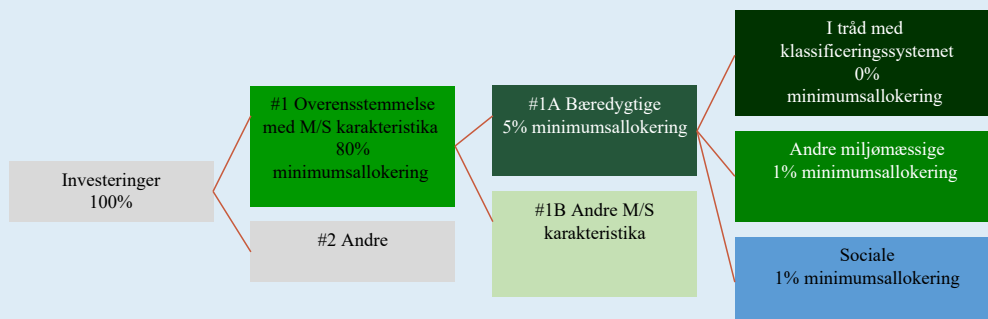 Investeringer
100%
#1 Overensstemmelse
med M/S karakteristika
80%
minimumsallokering
#2 Andre
#1A Bæredygtige
5% minimumsallokering
#1B Andre M/S
karakteristika
I tråd med
klassificeringssystemet
0%
minimumsallokering
Andre miljømæssige
1% minimumsallokering
Sociale
1% minimumsallokering